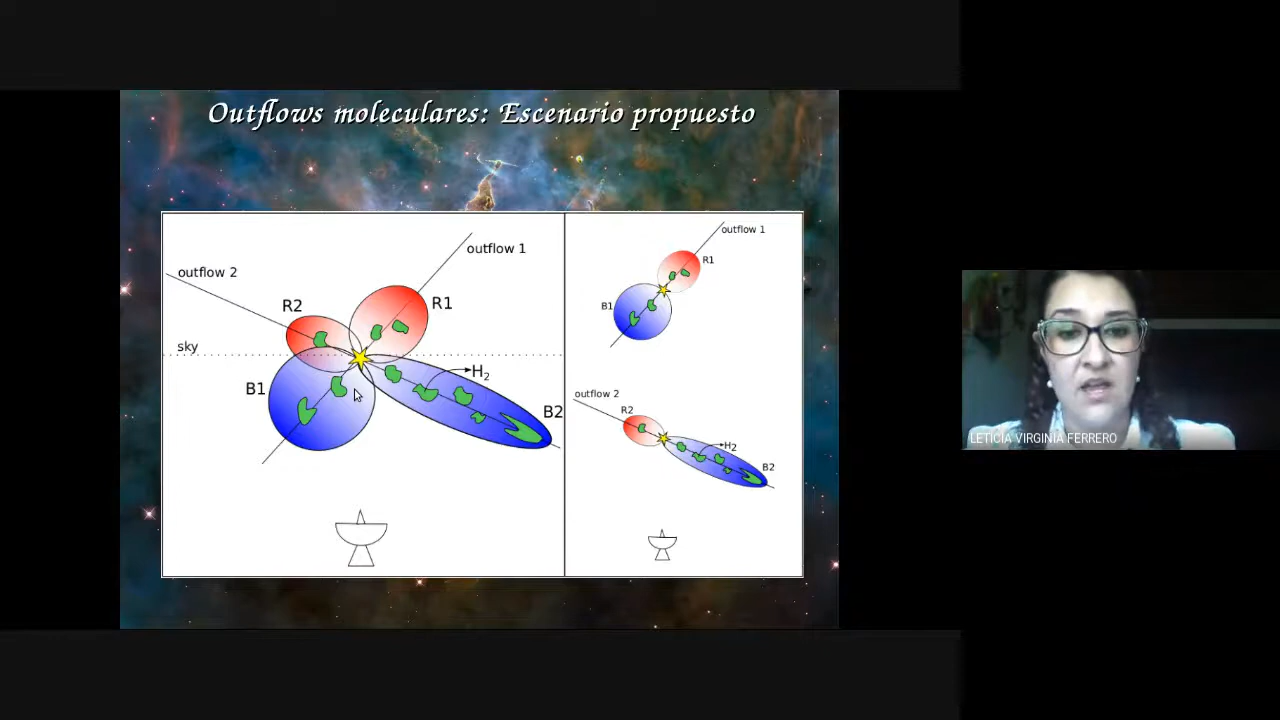 Outflows moleculares: Escenario propuesto
outflow 1
outflow 2
R2
R1
sky
H2
B1
B2
outflow 1
R1
B1
outflow 2
R2
H2
B2
LETICIA VIRGINIA FERRERO